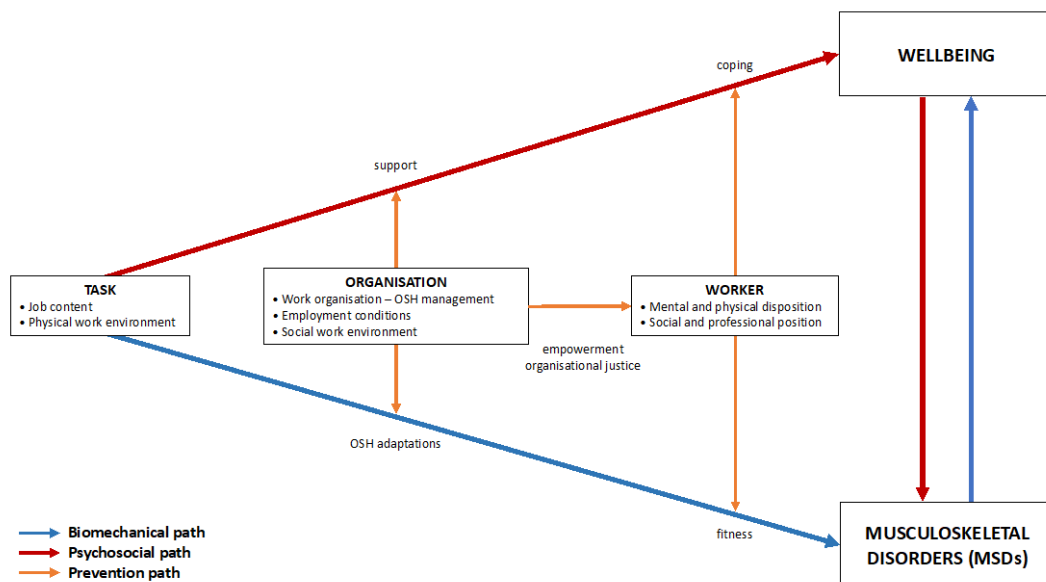 WELLBEING
coping
support
TASK
• Job content
• Physical work environment
ORGANISATION
• Work organisation – OSH management
• Employment conditions
• Social work environment
WORKER
• Mental and physical disposition
• Social and professional position
empowerment
organisational justice
OSH adaptations
fitness
MUSCULOSKELETAL
DISORDERS (MSDs)
Biomechanical path
Psychosocial path
Prevention path